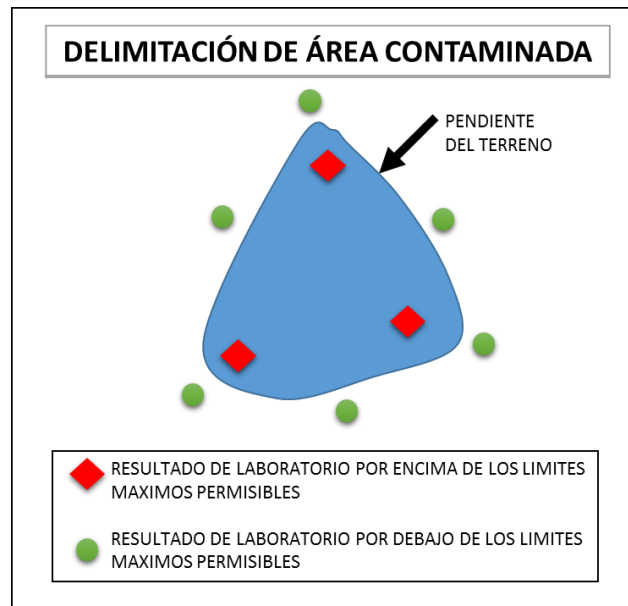 DELIMITACIÓN DE ÁREA CONTAMINADA
PENDIENTE
DEL TERRENO
RESULTADO DE LABORATORIO POR ENCIMA DE LOS LIMITES
MAXIMOS PERMISIBLES
RESULTADO DE LABORATORIO POR DEBAJO DE LOS LIMITES
MAXIMOS PERMISIBLES